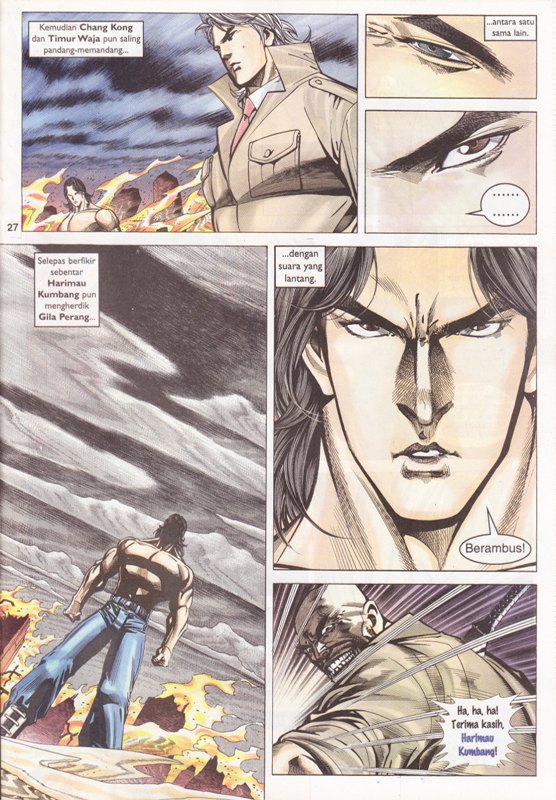 Kemudian Chang Kong
dan Timur Waja pun saling
pandang-memandang...
...antara satu
sama lain.
......
......
27
Selepas berfikir
sebentar
Harimau
Kumbang pun
mengherdik
Gila Perang...
...dengan
suara yang
lantang.
Berambus!
Ha, ha, ha!
Terima kasih,
Harimau
Kumbang!